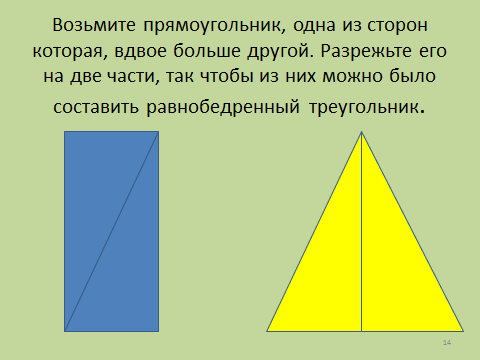 Возьмите прямоугольник, одна из сторон
которая, вдвое больше другой. Разрежьте его
на две части, так чтобы из них можно было
составить равнобедренный треугольник.
14